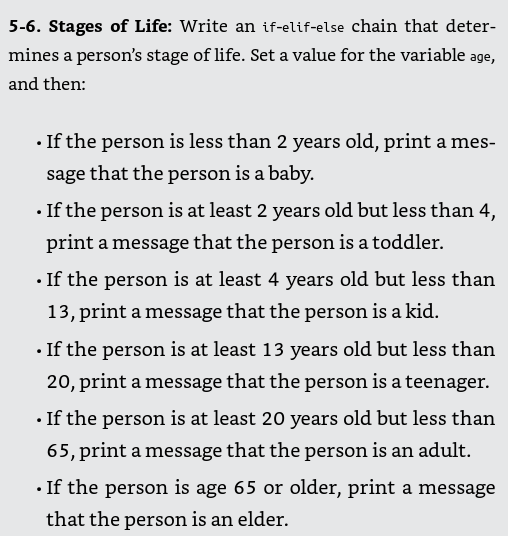 5-6. Stages of Life: Write an if-elif-else chain that deter-
mines a person's stage of life. Set a value for the variable age,
and then:
• If the person is less than 2 years old, print a mes-
sage that the person is a baby.
• If the person is at least 2 years old but less than 4,
print a message that the person is a toddler.
• If the person is at least 4 years old but less than
13, print a message that the person is a kid.
• If the person is at least 13 years old but less than
20, print a message that the person is a teenager.
• If the person is at least 20 years old but less than
65, print a message that the person is an adult.
• If the person is age 65 or older, print a message
that the person is an elder.